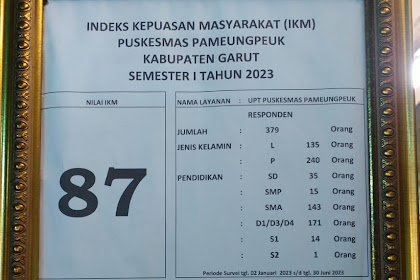 INDEKS KEPUASAN MASYARAKAT (IKM)
PUSKESMAS PAMEUNGPEUK
KABUPATEN GARUT
SEMESTER I TAHUN 2023
NILAI IKM
87
NAMA LAYANAN : UPT PUSKESMAS PAMEUNGPEUK
RESPONDEN
JUMLAH : 379 Orang
JENIS KELAMIN : L 135 Orang
: P 240 Orang
PENDIDIKAN : SD 35 Orang
: SMP 15 Orang
: SMA 143 Orang
: D1/D3/D4 171 Orang
: S1 14 Orang
: S2 1 Orang
Periode Survei tgl. 02 Januari 2023 s/d tgl. 30 Juni 2023